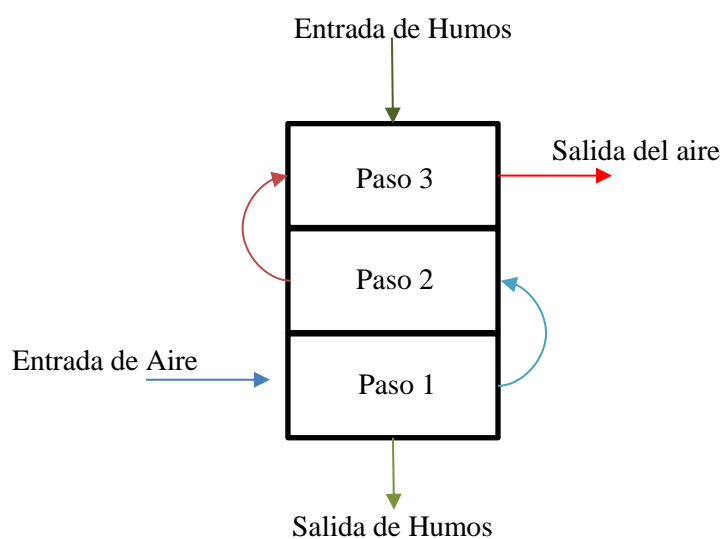 Entrada de Humos
Salida del aire
Paso 3
Paso 2
Entrada de Aire
Paso 1
Salida de Humos